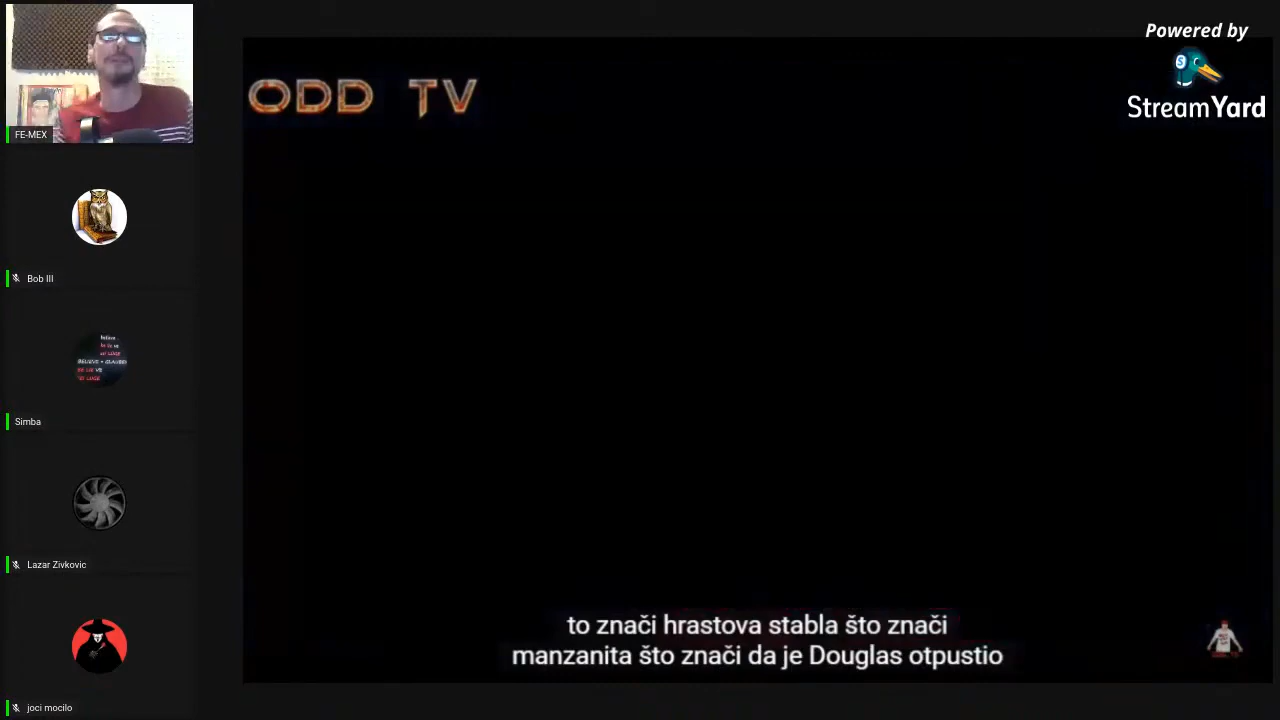 Powered by
StreamYard
ODD TV
FE-MEX
Bob III
Simba
Lazar Zivkovic
joci mocilo
to znači hrastova stabla što znači
manzanita što znači da je Douglas otpustio